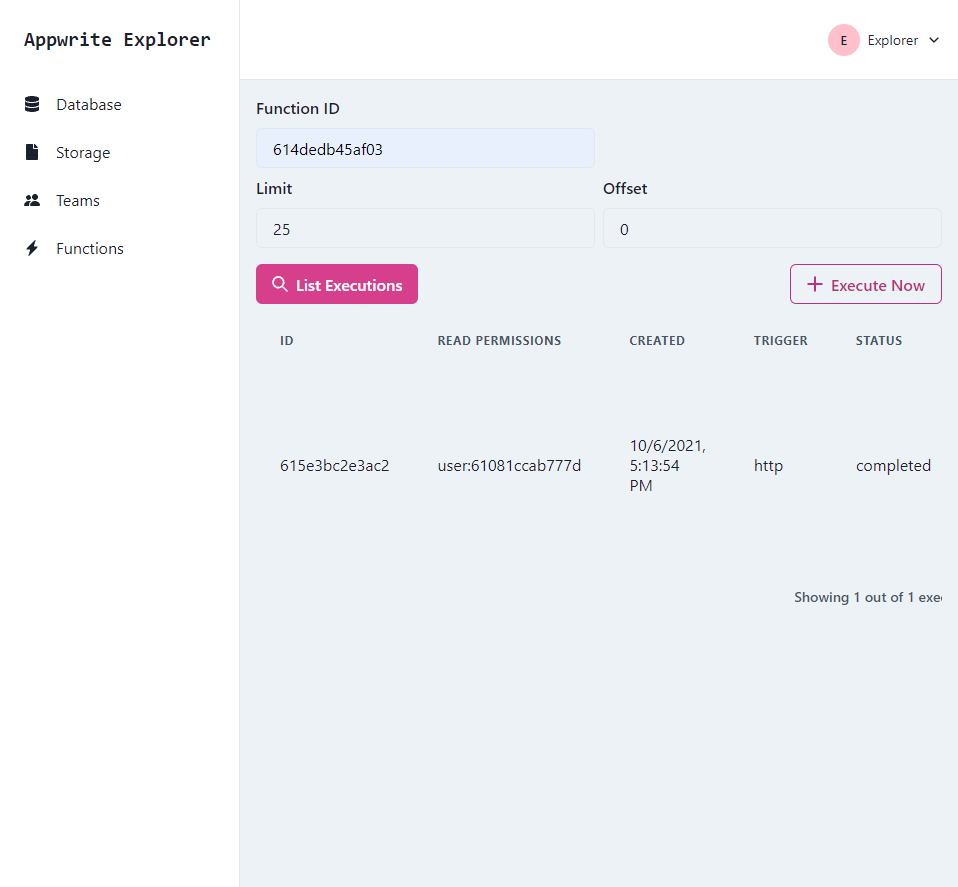 Appwrite Explorer
E Explorer
Database
Storage
Teams
Functions
Function ID
614dedb45af03
Limit Offset
25 0
List Executions Execute Now
ID READ PERMISSIONS CREATED TRIGGER STATUS
615e3bc2e3ac2 user:61081ccab777d 10/6/2021, 5:13:54 PM http completed
Showing 1 out of 1 exe